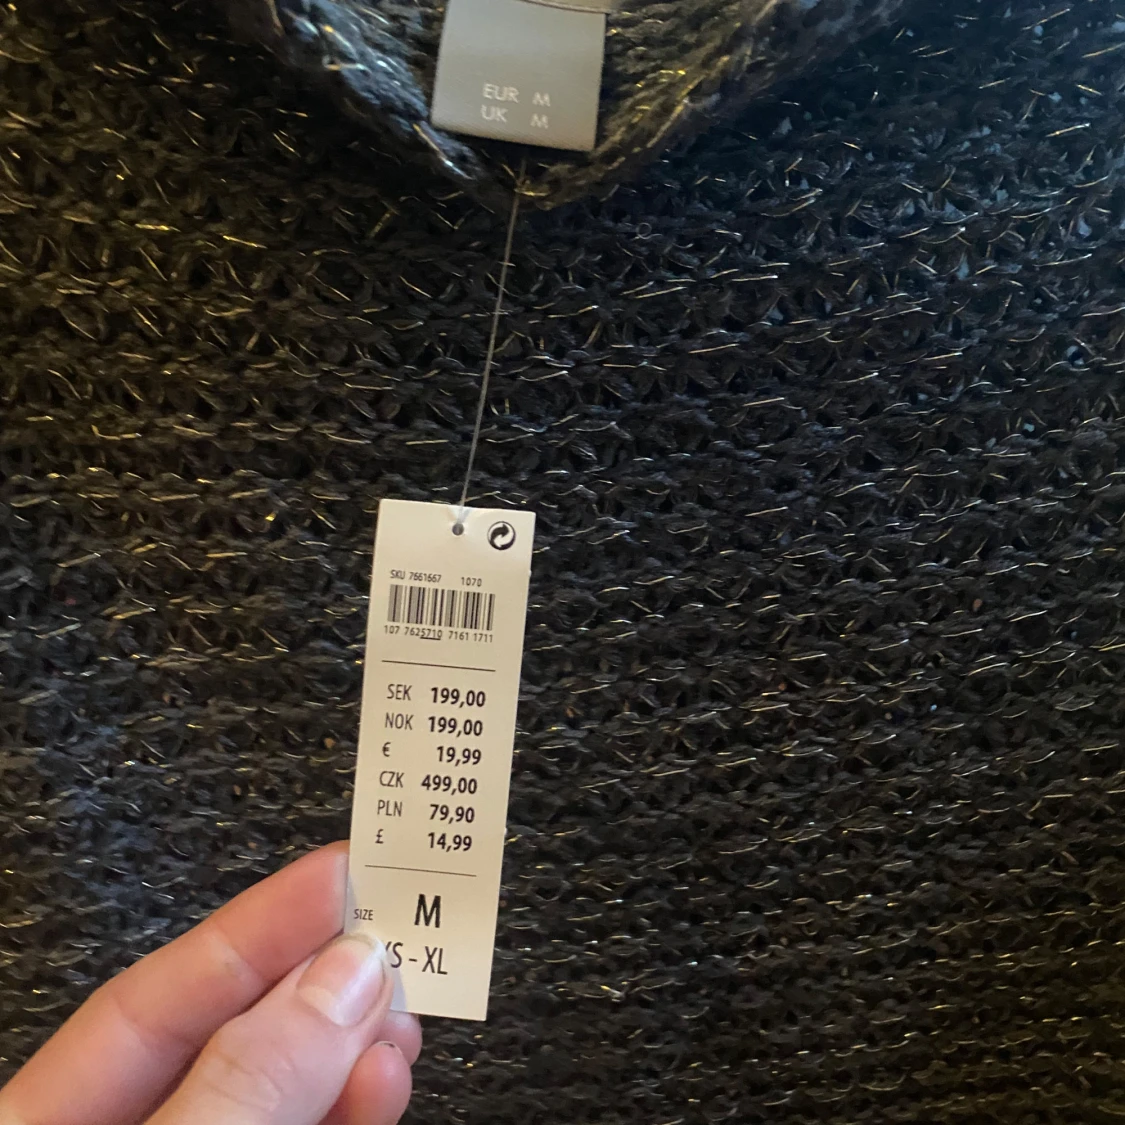 EUR M
UK M
SKU 7661667 1070
107 7625710 7161 1711
SEK 199,00
NOK 199,00
€ 19,99
CZK 499,00
PLN 79,90
£ 14,99
SIZE M
S - XL